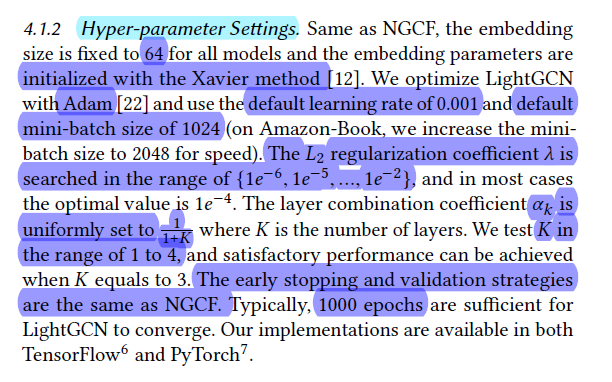 4.1.2 Hyper-parameter Settings. Same as NGCF, the embedding
size is fixed to 64 for all models and the embedding parameters are
initialized with the Xavier method [12]. We optimize LightGCN
with Adam [22] and use the default learning rate of 0.001 and default
mini-batch size of 1024 (on Amazon-Book, we increase the mini-
batch size to 2048 for speed). The L₂ regularization coefficient λ is
searched in the range of {1e⁻⁶, 1e⁻⁵, ..., 1e⁻²}, and in most cases
the optimal value is 1e⁻⁴. The layer combination coefficient αₖ is
uniformly set to 1/(1+K) where K is the number of layers. We test K in
the range of 1 to 4, and satisfactory performance can be achieved
when K equals to 3. The early stopping and validation strategies
are the same as NGCF. Typically, 1000 epochs are sufficient for
LightGCN to converge. Our implementations are available in both
TensorFlow⁶ and PyTorch⁷.